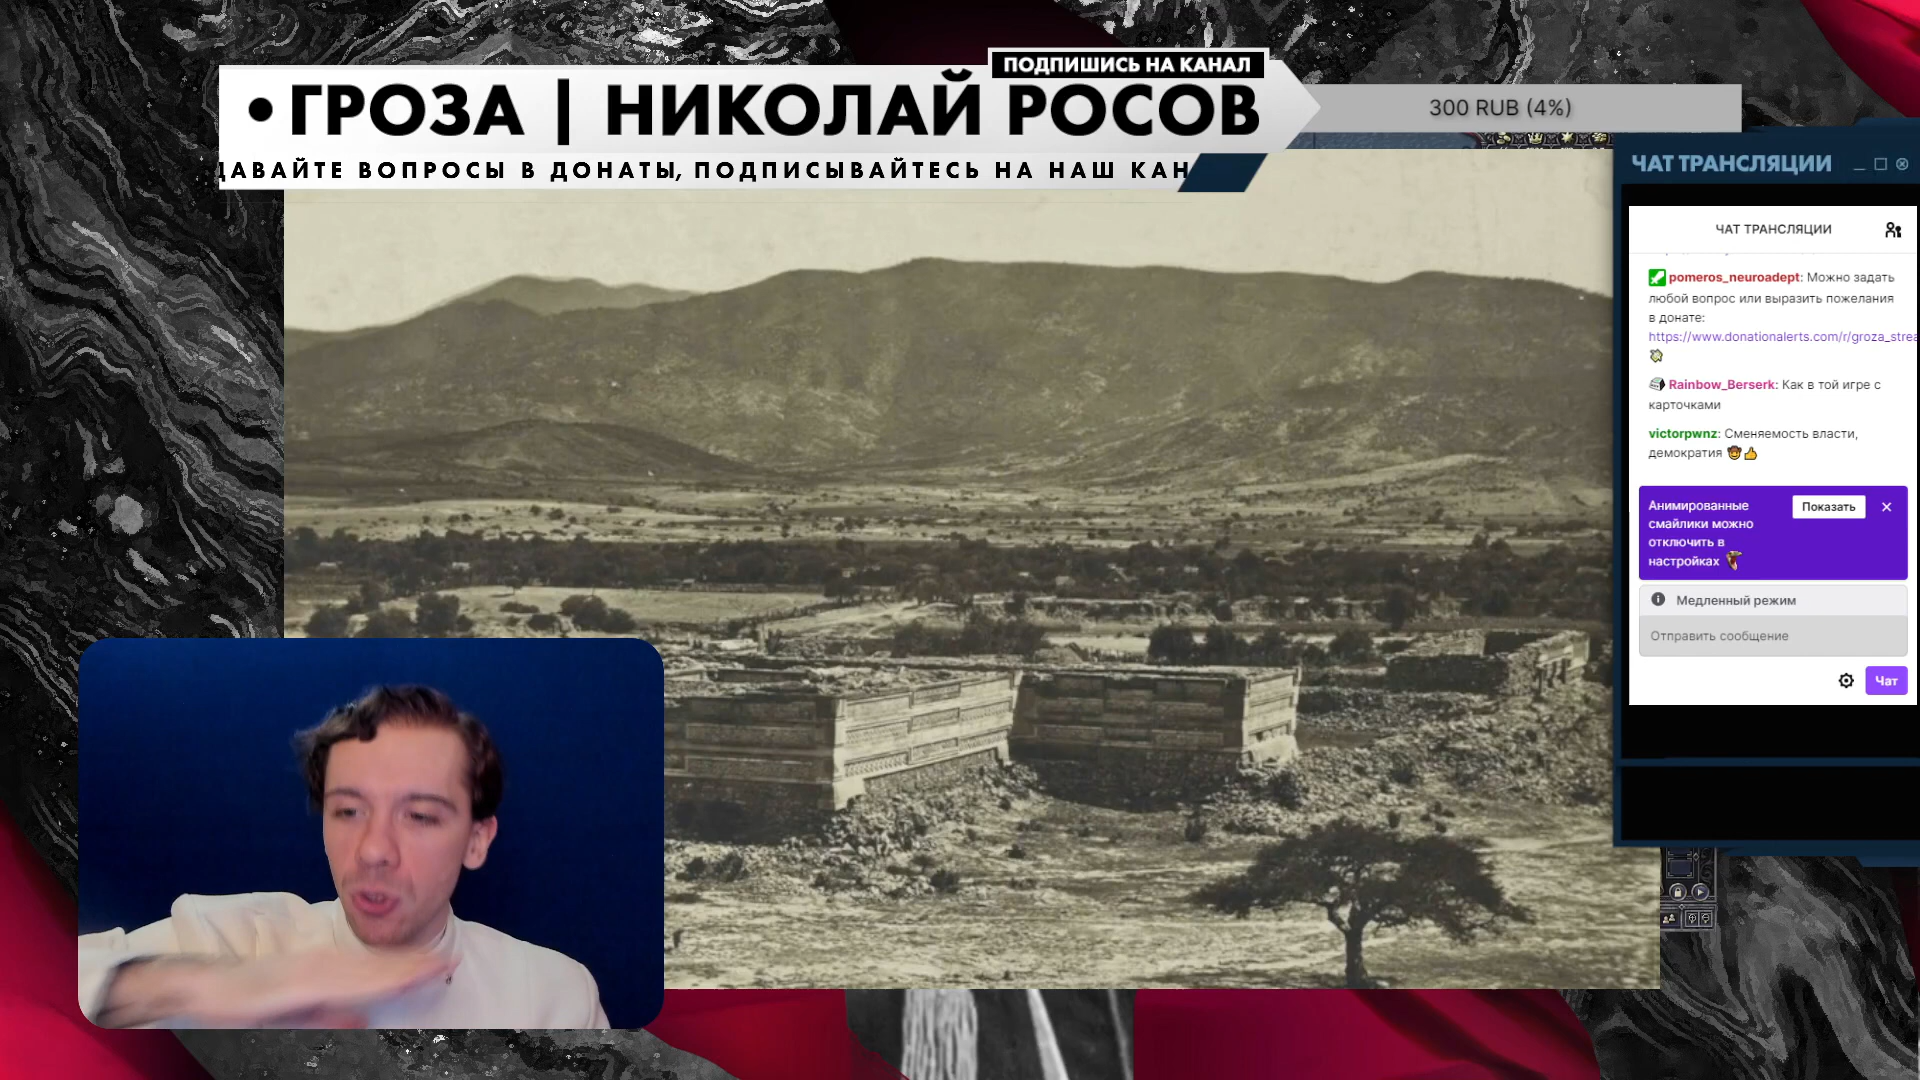 ПОДПИШИСЬ НА КАНАЛ
• ГРОЗА | НИКОЛАЙ РОСОВ
300 RUB (4%)
ДАВАЙТЕ ВОПРОСЫ В ДОНАТЫ, ПОДПИСЫВАЙТЕСЬ НА НАШ КАН
ЧАТ ТРАНСЛЯЦИИ
ЧАТ ТРАНСЛЯЦИИ
pomeros_neuroadept: Можно задать
любой вопрос или выразить пожелания
в донате:
https://www.donationalerts.com/r/groza_strea
Rainbow_Berserk: Как в той игре с
карточками
victorpwnz: Сменяемость власти,
демократия 🤠👍
Анимированные
смайлики можно
отключить в
настройках
Показать
Медленный режим
Отправить сообщение
Чат